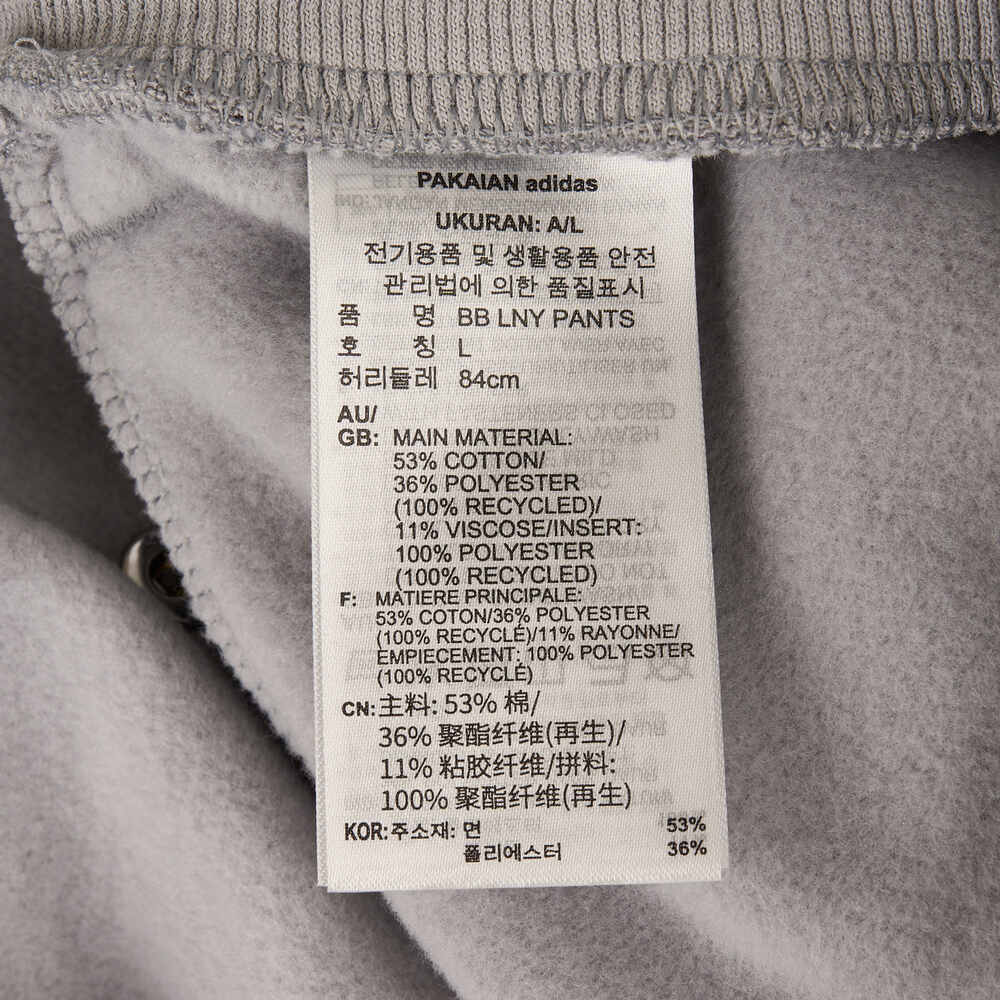 PAKAIAN adidas
UKURAN: A/L
전기용품 및 생활용품 안전
관리법에 의한 품질표시
품 명 BB LNY PANTS
호 칭 L
허리둘레 84cm
AU/
GB: MAIN MATERIAL:
53% COTTON/
36% POLYESTER
(100% RECYCLED)/
11% VISCOSE/INSERT:
100% POLYESTER
(100% RECYCLED)
F: MATIERE PRINCIPALE:
53% COTON/36% POLYESTER
(100% RECYCLÉ)/11% RAYONNE/
EMPIECEMENT: 100% POLYESTER
(100% RECYCLÉ)
CN: 主料: 53% 棉/
36% 聚酯纤维(再生)/
11% 粘胶纤维/拼料:
100% 聚酯纤维(再生)
KOR: 주소재: 면 53%
폴리에스터 36%